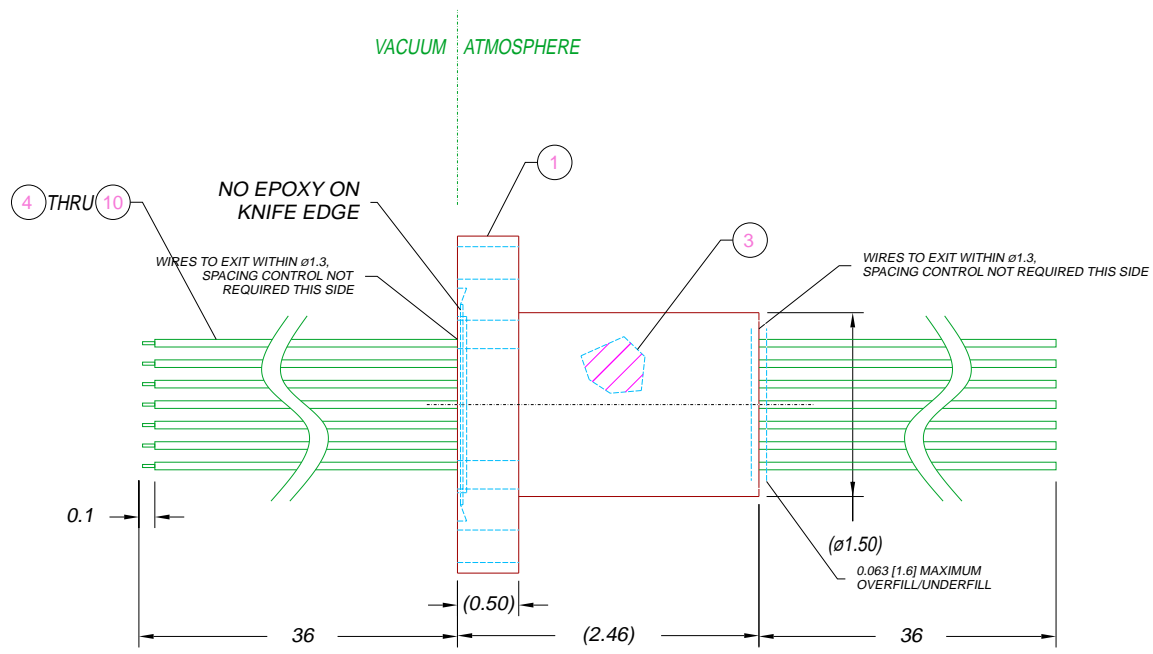 VACUUM ATMOSPHERE
1
4 THRU 10
NO EPOXY ON
KNIFE EDGE
3
WIRES TO EXIT WITHIN ø1.3,
SPACING CONTROL NOT
REQUIRED THIS SIDE
WIRES TO EXIT WITHIN ø1.3,
SPACING CONTROL NOT REQUIRED THIS SIDE
0.1
(ø1.50)
0.063 [1.6] MAXIMUM
OVERFILL/UNDERFILL
(0.50)
36
(2.46)
36